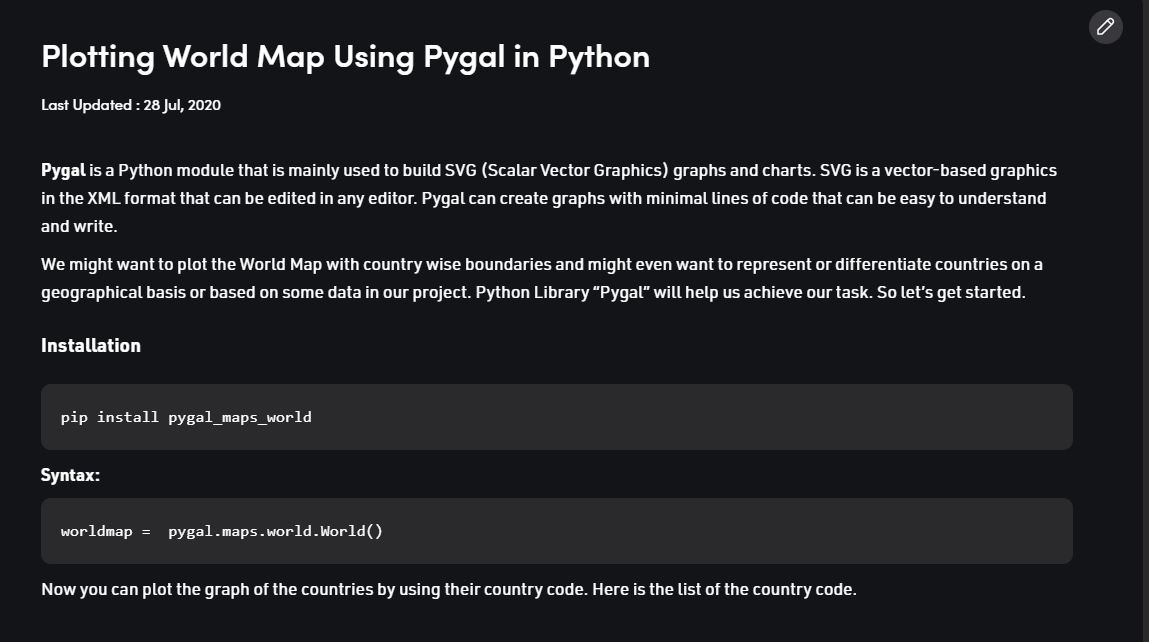 Plotting World Map Using Pygal in Python
Last Updated : 28 Jul, 2020
Pygal is a Python module that is mainly used to build SVG (Scalar Vector Graphics) graphs and charts. SVG is a vector-based graphics
in the XML format that can be edited in any editor. Pygal can create graphs with minimal lines of code that can be easy to understand
and write.
We might want to plot the World Map with country wise boundaries and might even want to represent or differentiate countries on a
geographical basis or based on some data in our project. Python Library “Pygal” will help us achieve our task. So let’s get started.
Installation
pip install pygal_maps_world
Syntax:
worldmap =  pygal.maps.world.World()
Now you can plot the graph of the countries by using their country code. Here is the list of the country code.